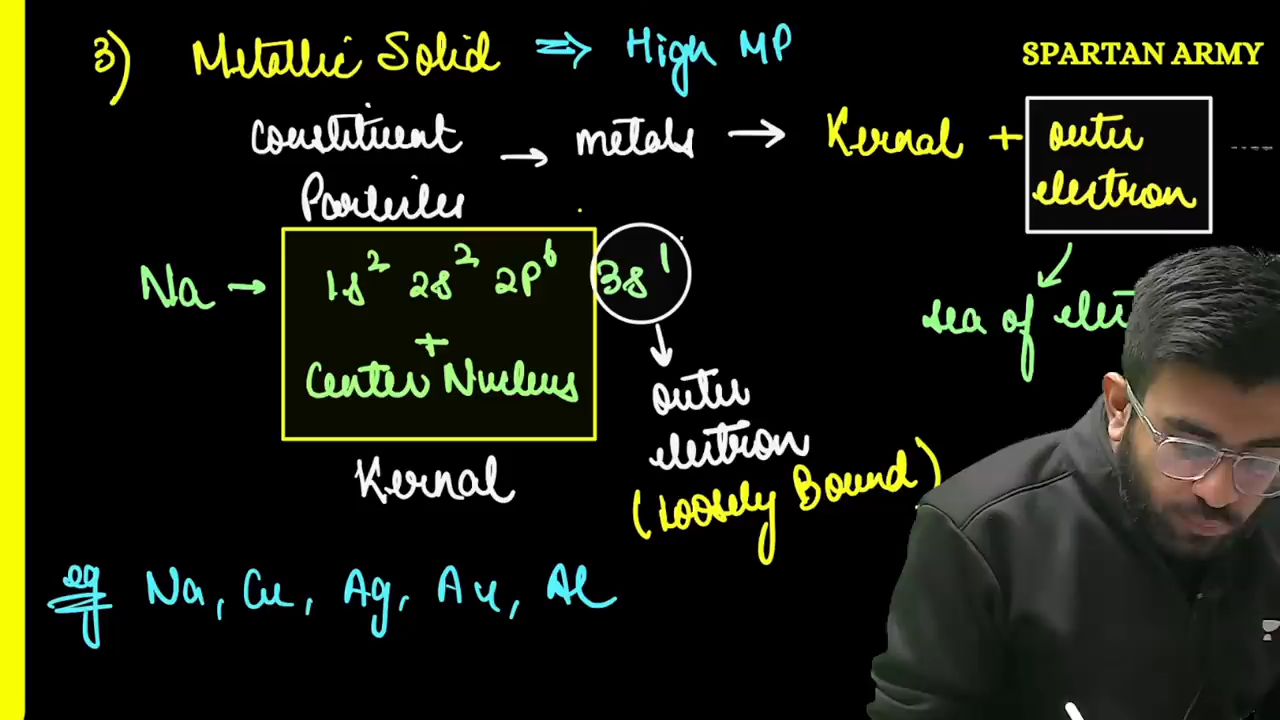 3) Metallic Solid ⇒ High MP
SPARTAN ARMY
Constituent Particles → metals → Kernal + outer electron
sea of elect
Na → 1s² 2s² 2p⁶ 3s¹
+
Center Nucleus
Kernal
outer
electron
(Loosely Bound)
eg Na, Cu, Ag, Au, Al